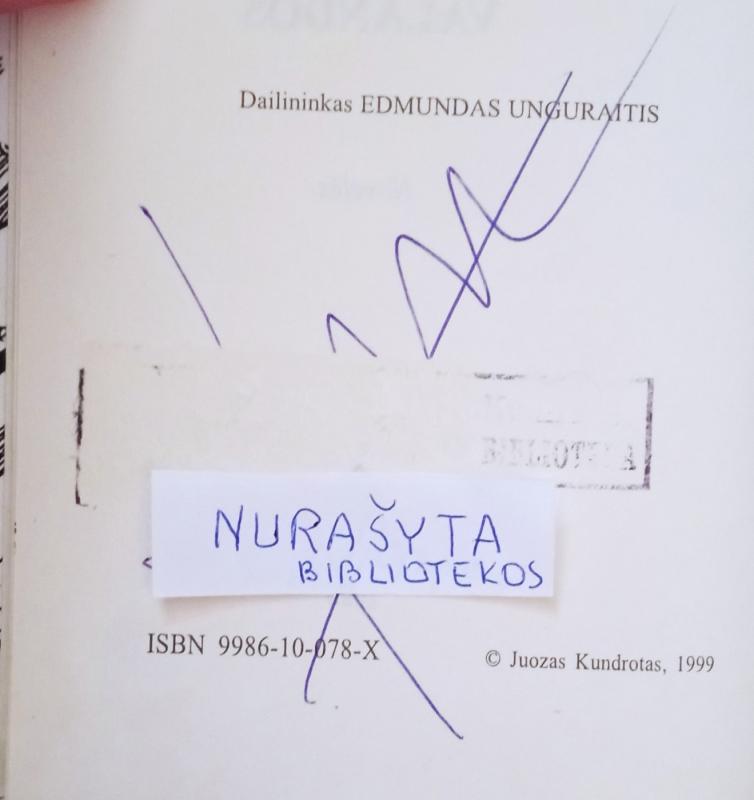 Dailininkas EDMUNDAS UNGURAITIS
NURAŠYTA
BIBLIOTEKOS
ISBN 9986-10-078-X
© Juozas Kundrotas, 1999